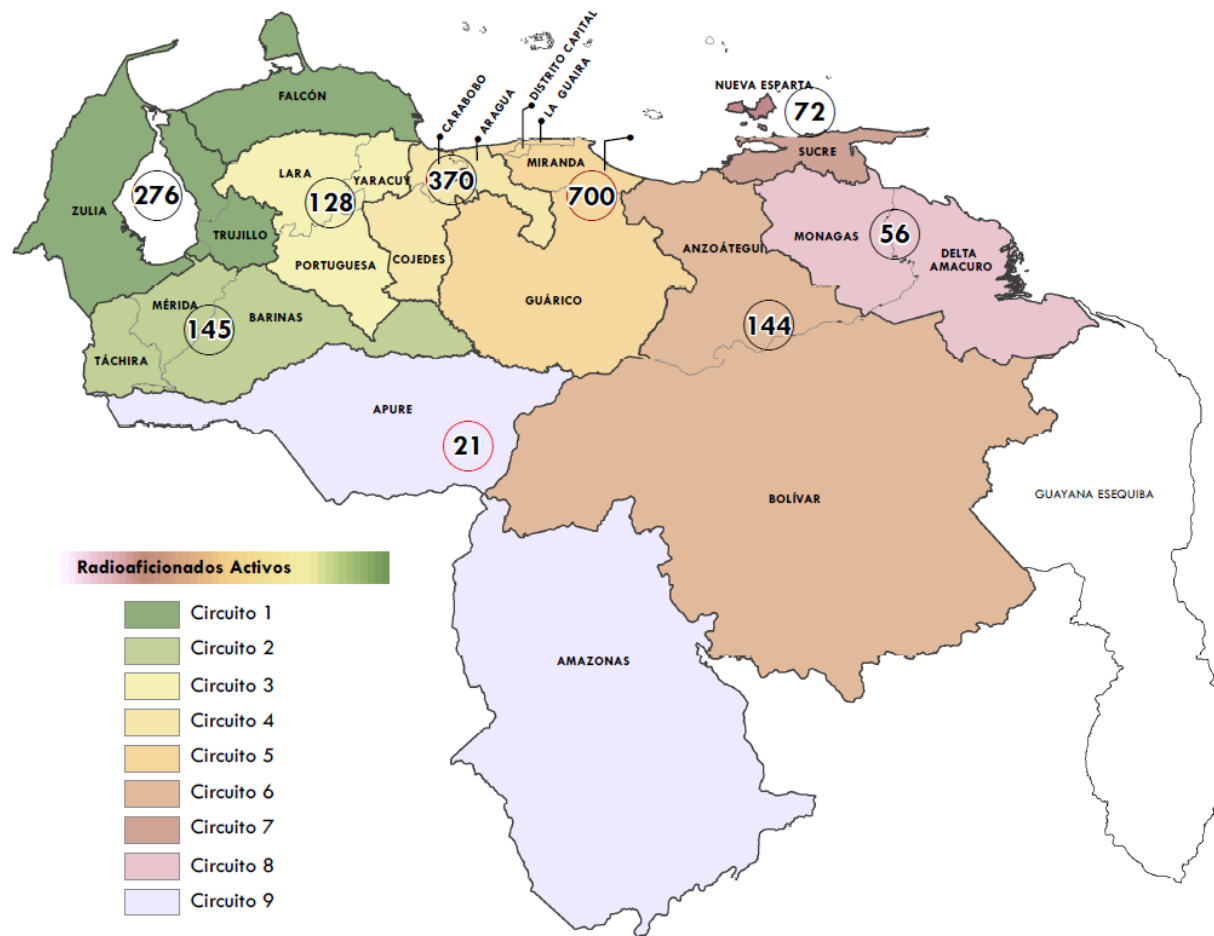 DISTRITO CAPITAL
LA GUAIRA
CARABOBO
ARAGUA
NUEVA ESPARTA
72
FALCÓN
SUCRE
MIRANDA
LARA
YARACUY
370
276
128
700
ZULIA
TRUJILLO
MONAGAS
56
ANZOÁTEGUI
DELTA
AMACURO
PORTUGUESA
COJEDES
GUÁRICO
MÉRIDA
BARINAS
145
144
TÁCHIRA
APURE
21
BOLÍVAR
GUAYANA ESEQUIBA
AMAZONAS
Radioaficionados Activos
Circuito 1
Circuito 2
Circuito 3
Circuito 4
Circuito 5
Circuito 6
Circuito 7
Circuito 8
Circuito 9